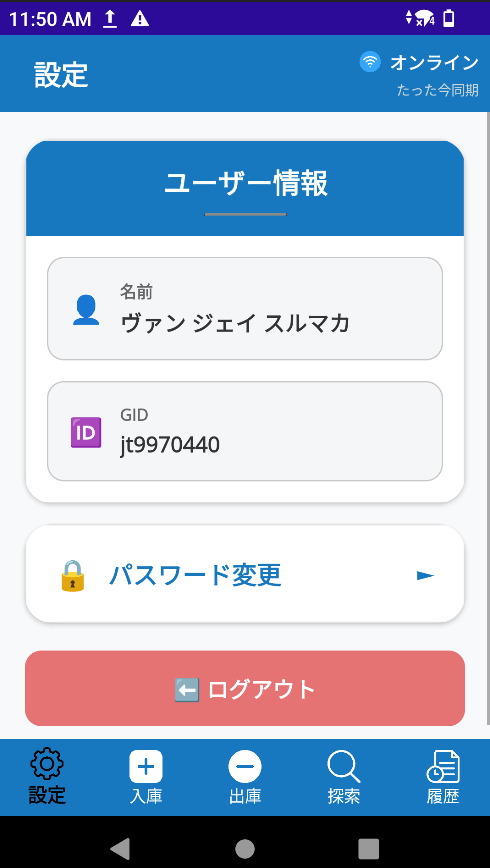 11:50 AM
4
設定
オンライン
たった今同期
ユーザー情報
名前
ヴァン ジェイ スルマカ
ID
GID
jt9970440
パスワード変更
ログアウト
設定
入庫
出庫
探索
履歴